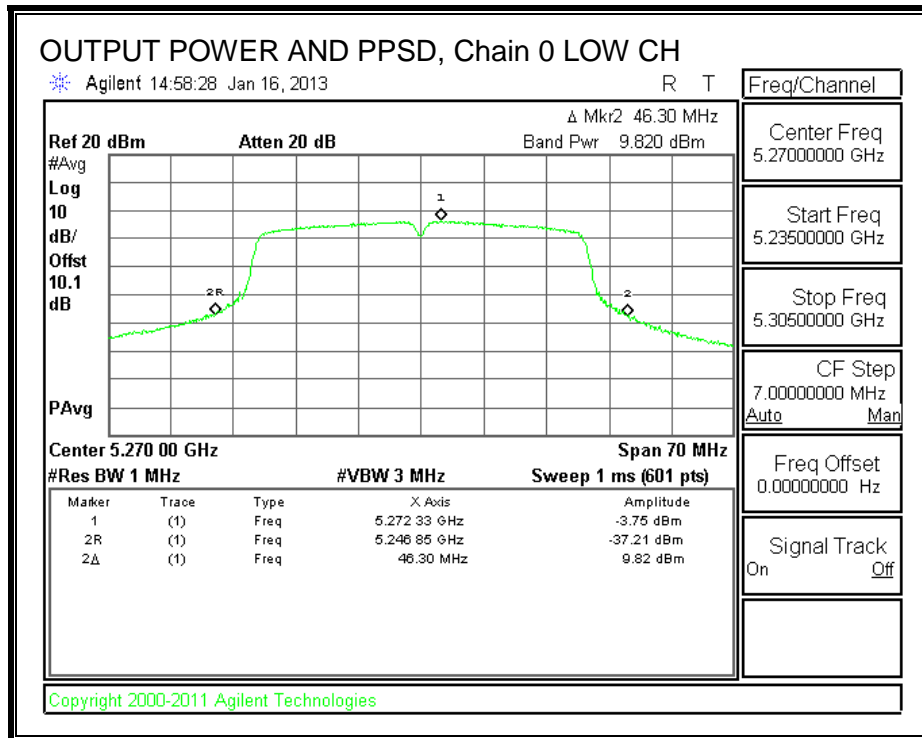 OUTPUT POWER AND PPSD, Chain 0 LOW CH
Agilent 14:58:28 Jan 16, 2013 R T
Δ Mkr2 46.30 MHz
Ref 20 dBm Atten 20 dB Band Pwr 9.820 dBm
#Avg
Log
10
dB/
Offst
10.1
dB
1
2R
2
PAvg
Center 5.270 00 GHz Span 70 MHz
#Res BW 1 MHz #VBW 3 MHz Sweep 1 ms (601 pts)
Marker Trace Type X Axis Amplitude
1 (1) Freq 5.272 33 GHz -3.75 dBm
2R (1) Freq 5.246 85 GHz -37.21 dBm
2Δ (1) Freq 46.30 MHz 9.82 dBm
Freq/Channel
Center Freq
5.27000000 GHz
Start Freq
5.23500000 GHz
Stop Freq
5.30500000 GHz
CF Step
7.00000000 MHz
Auto Man
Freq Offset
0.00000000 Hz
Signal Track
On Off
Copyright 2000-2011 Agilent Technologies